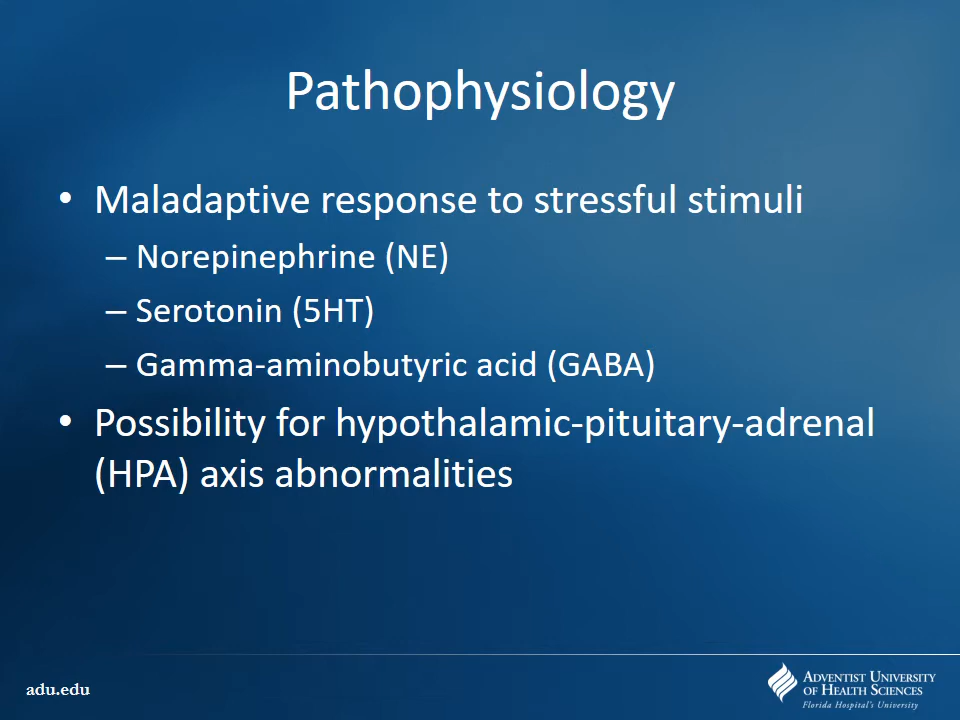 Pathophysiology
• Maladaptive response to stressful stimuli
– Norepinephrine (NE)
– Serotonin (5HT)
– Gamma-aminobutyric acid (GABA)
• Possibility for hypothalamic-pituitary-adrenal
(HPA) axis abnormalities
adu.edu
ADVENTIST UNIVERSITY
OF HEALTH SCIENCES
Florida Hospital's University